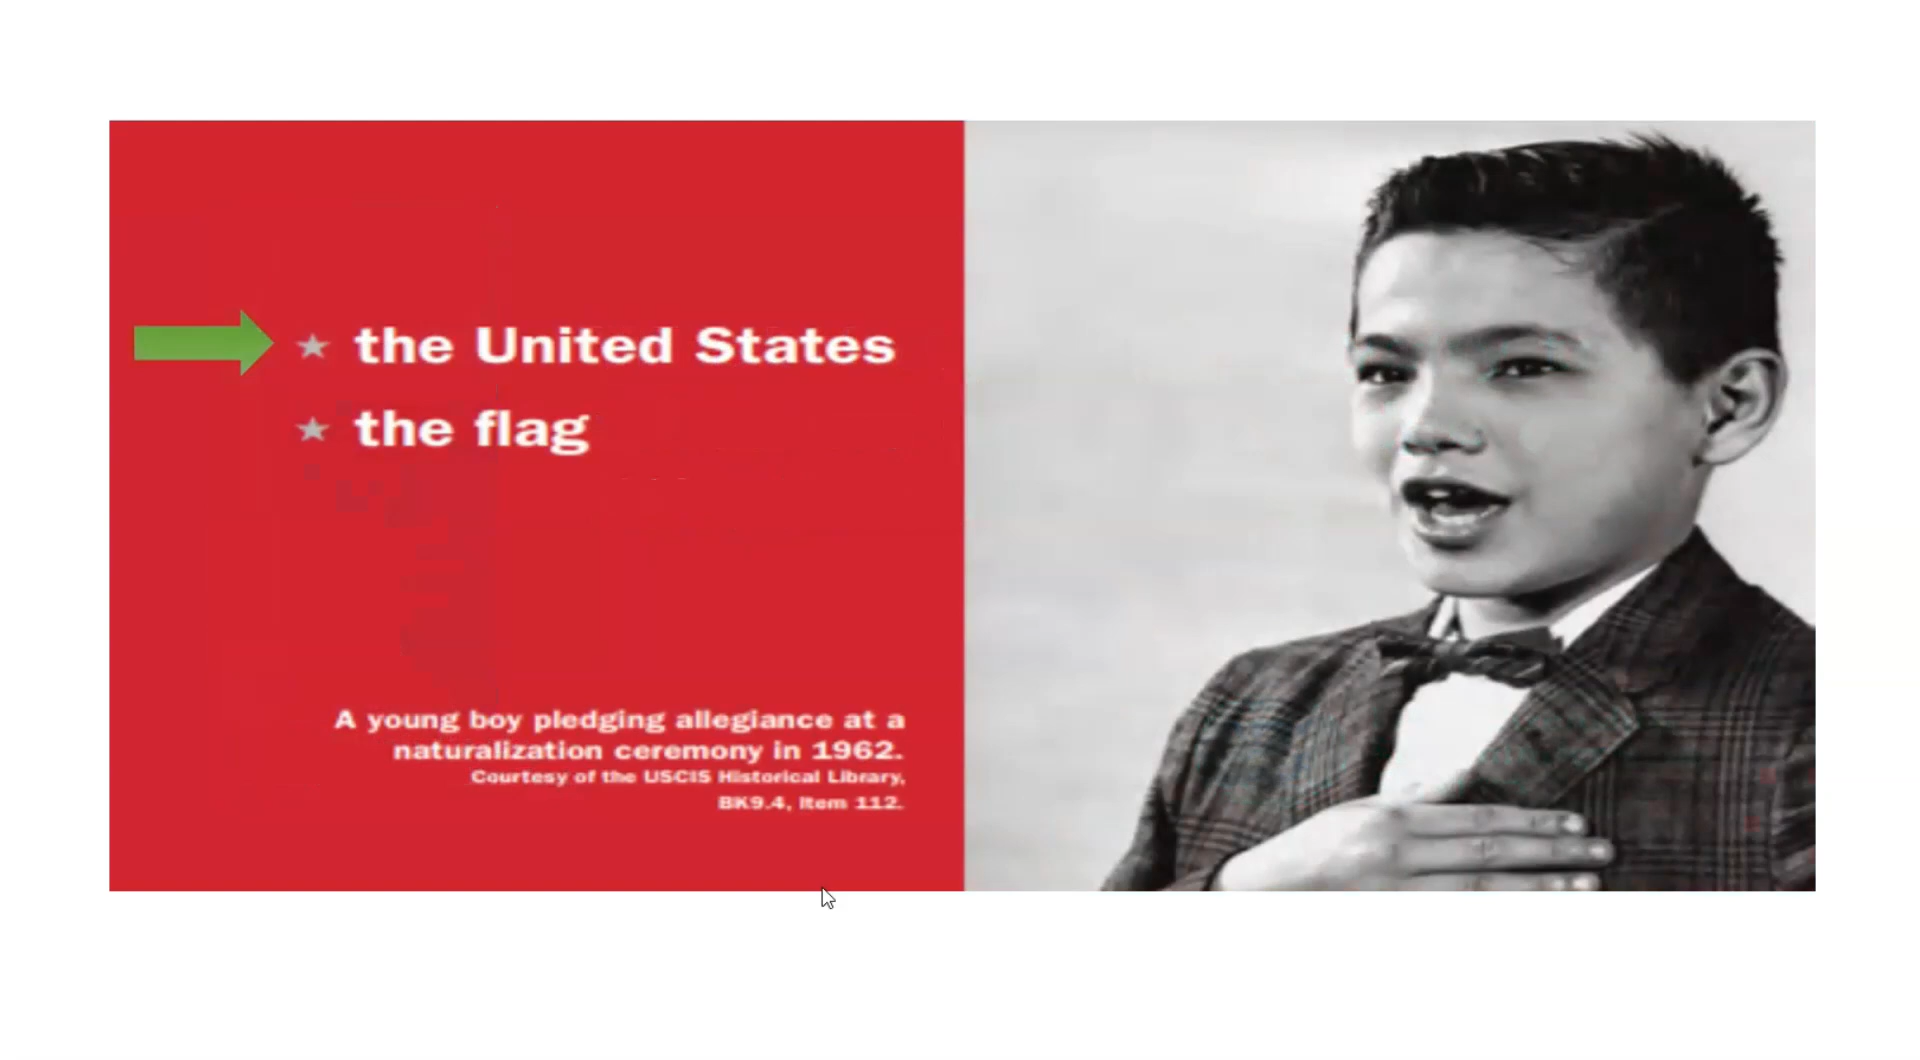 the United States
the flag
A young boy pledging allegiance at a
naturalization ceremony in 1962.
Courtesy of the USCIS Historical Library,
BK9.4, Item 112.